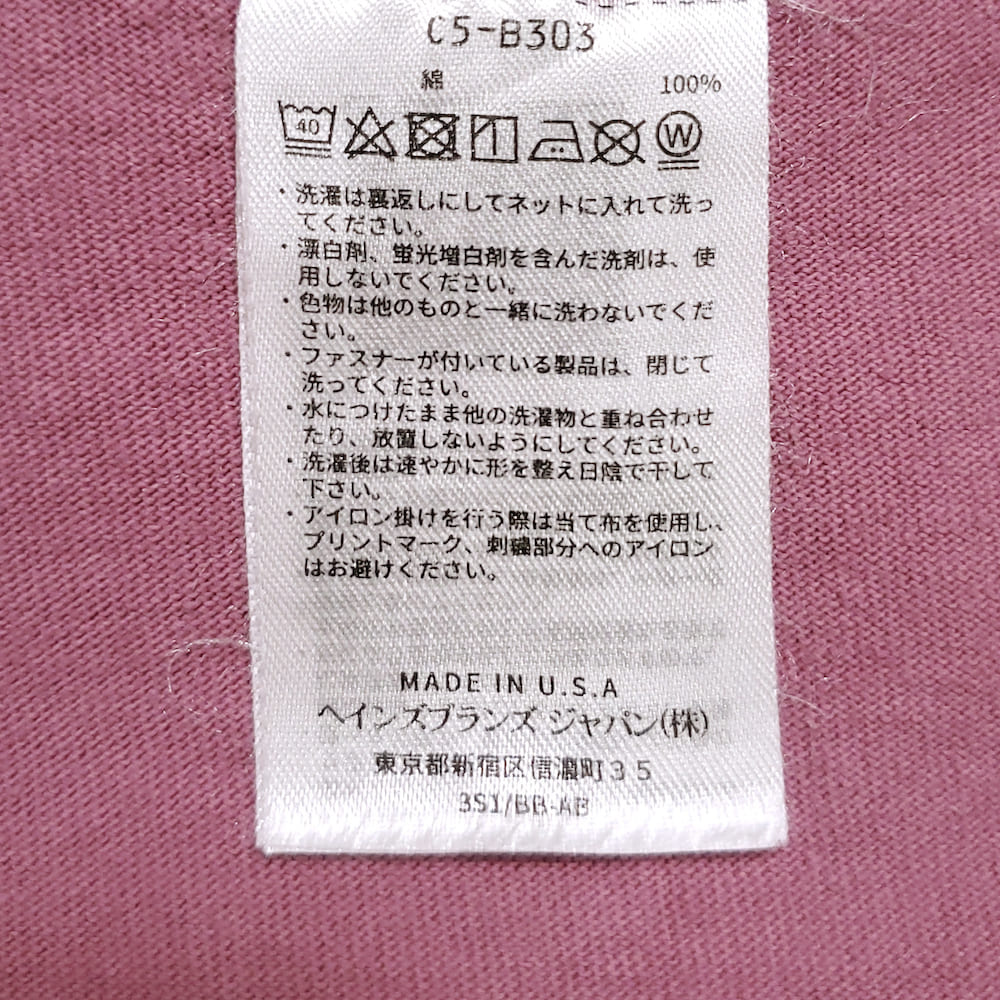 C5-B303
綿 100%
40 W
・洗濯は裏返しにしてネットに入れて洗っ
てください。
・漂白剤、蛍光増白剤を含んだ洗剤は、使
用しないでください。
・色物は他のものと一緒に洗わないでくだ
さい。
・ファスナーが付いている製品は、閉じて
洗ってください。
・水につけたまま他の洗濯物と重ね合わせ
たり、放置しないようにしてください。
・洗濯後は速やかに形を整え日陰で干して
下さい。
・アイロン掛けを行う際は当て布を使用し、
プリントマーク、刺繍部分へのアイロン
はお避けください。
MADE IN U.S.A
ヘインズブランズ ジャパン(株)
東京都新宿区信濃町35
3S1/BB-AB